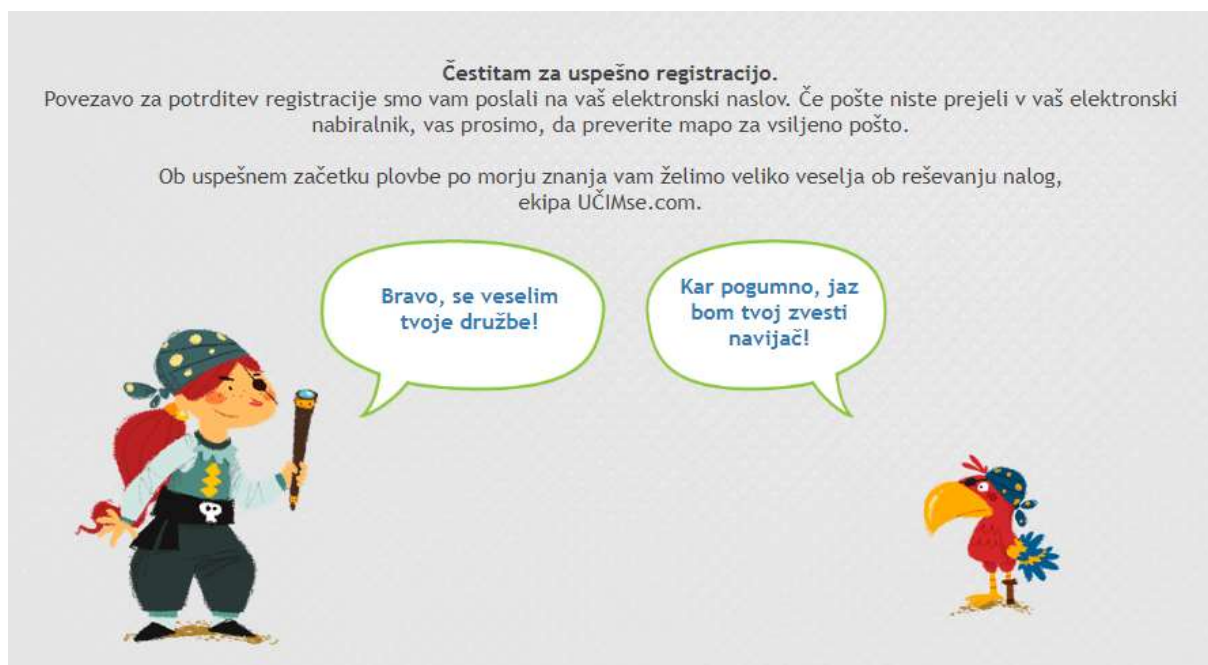 Čestitam za uspešno registracijo.
Povezavo za potrditev registracije smo vam poslali na vaš elektronski naslov. Če pošte niste prejeli v vaš elektronski
nabiralnik, vas prosimo, da preverite mapo za vsiljeno pošto.
Ob uspešnem začetku plovbe po morju znanja vam želimo veliko veselja ob reševanju nalog,
ekipa UČIMse.com.
Bravo, se veselim
tvoje družbe!
Kar pogumno, jaz
bom tvoj zvesti
navijač!